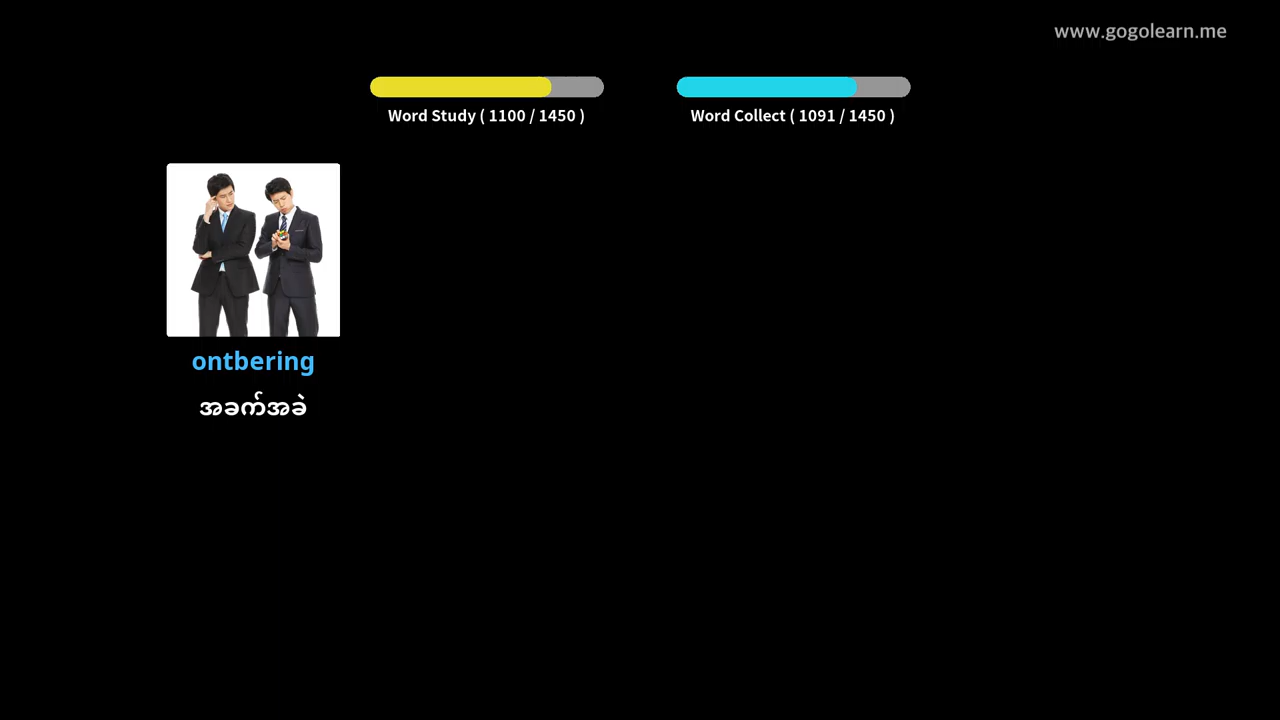 www.gogolearn.me
Word Study ( 1100 / 1450 )
Word Collect ( 1091 / 1450 )
ontbering
အခက်အခဲ